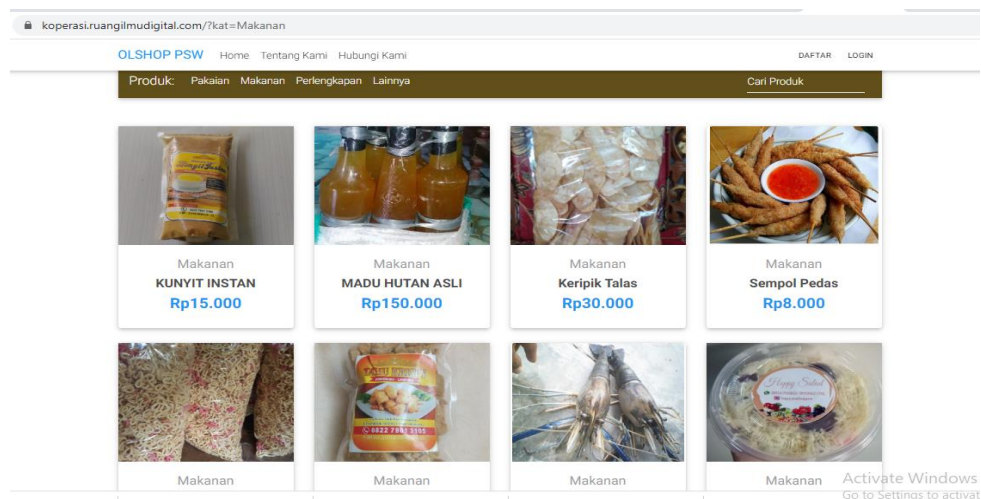 koperasi.ruangilmudigital.com/?kat=Makanan
OLSHOP PSW Home Tentang Kami Hubungi Kami DAFTAR LOGIN
Produk: Pakaian Makanan Perlengkapan Lainnya Cari Produk
Makanan Makanan Makanan Makanan
KUNYIT INSTAN MADU HUTAN ASLI Keripik Talas Sempol Pedas
Rp15.000 Rp150.000 Rp30.000 Rp8.000
Happy Salad
Makanan Makanan Makanan Makanan
Activate Windows
Go to Settings to activat